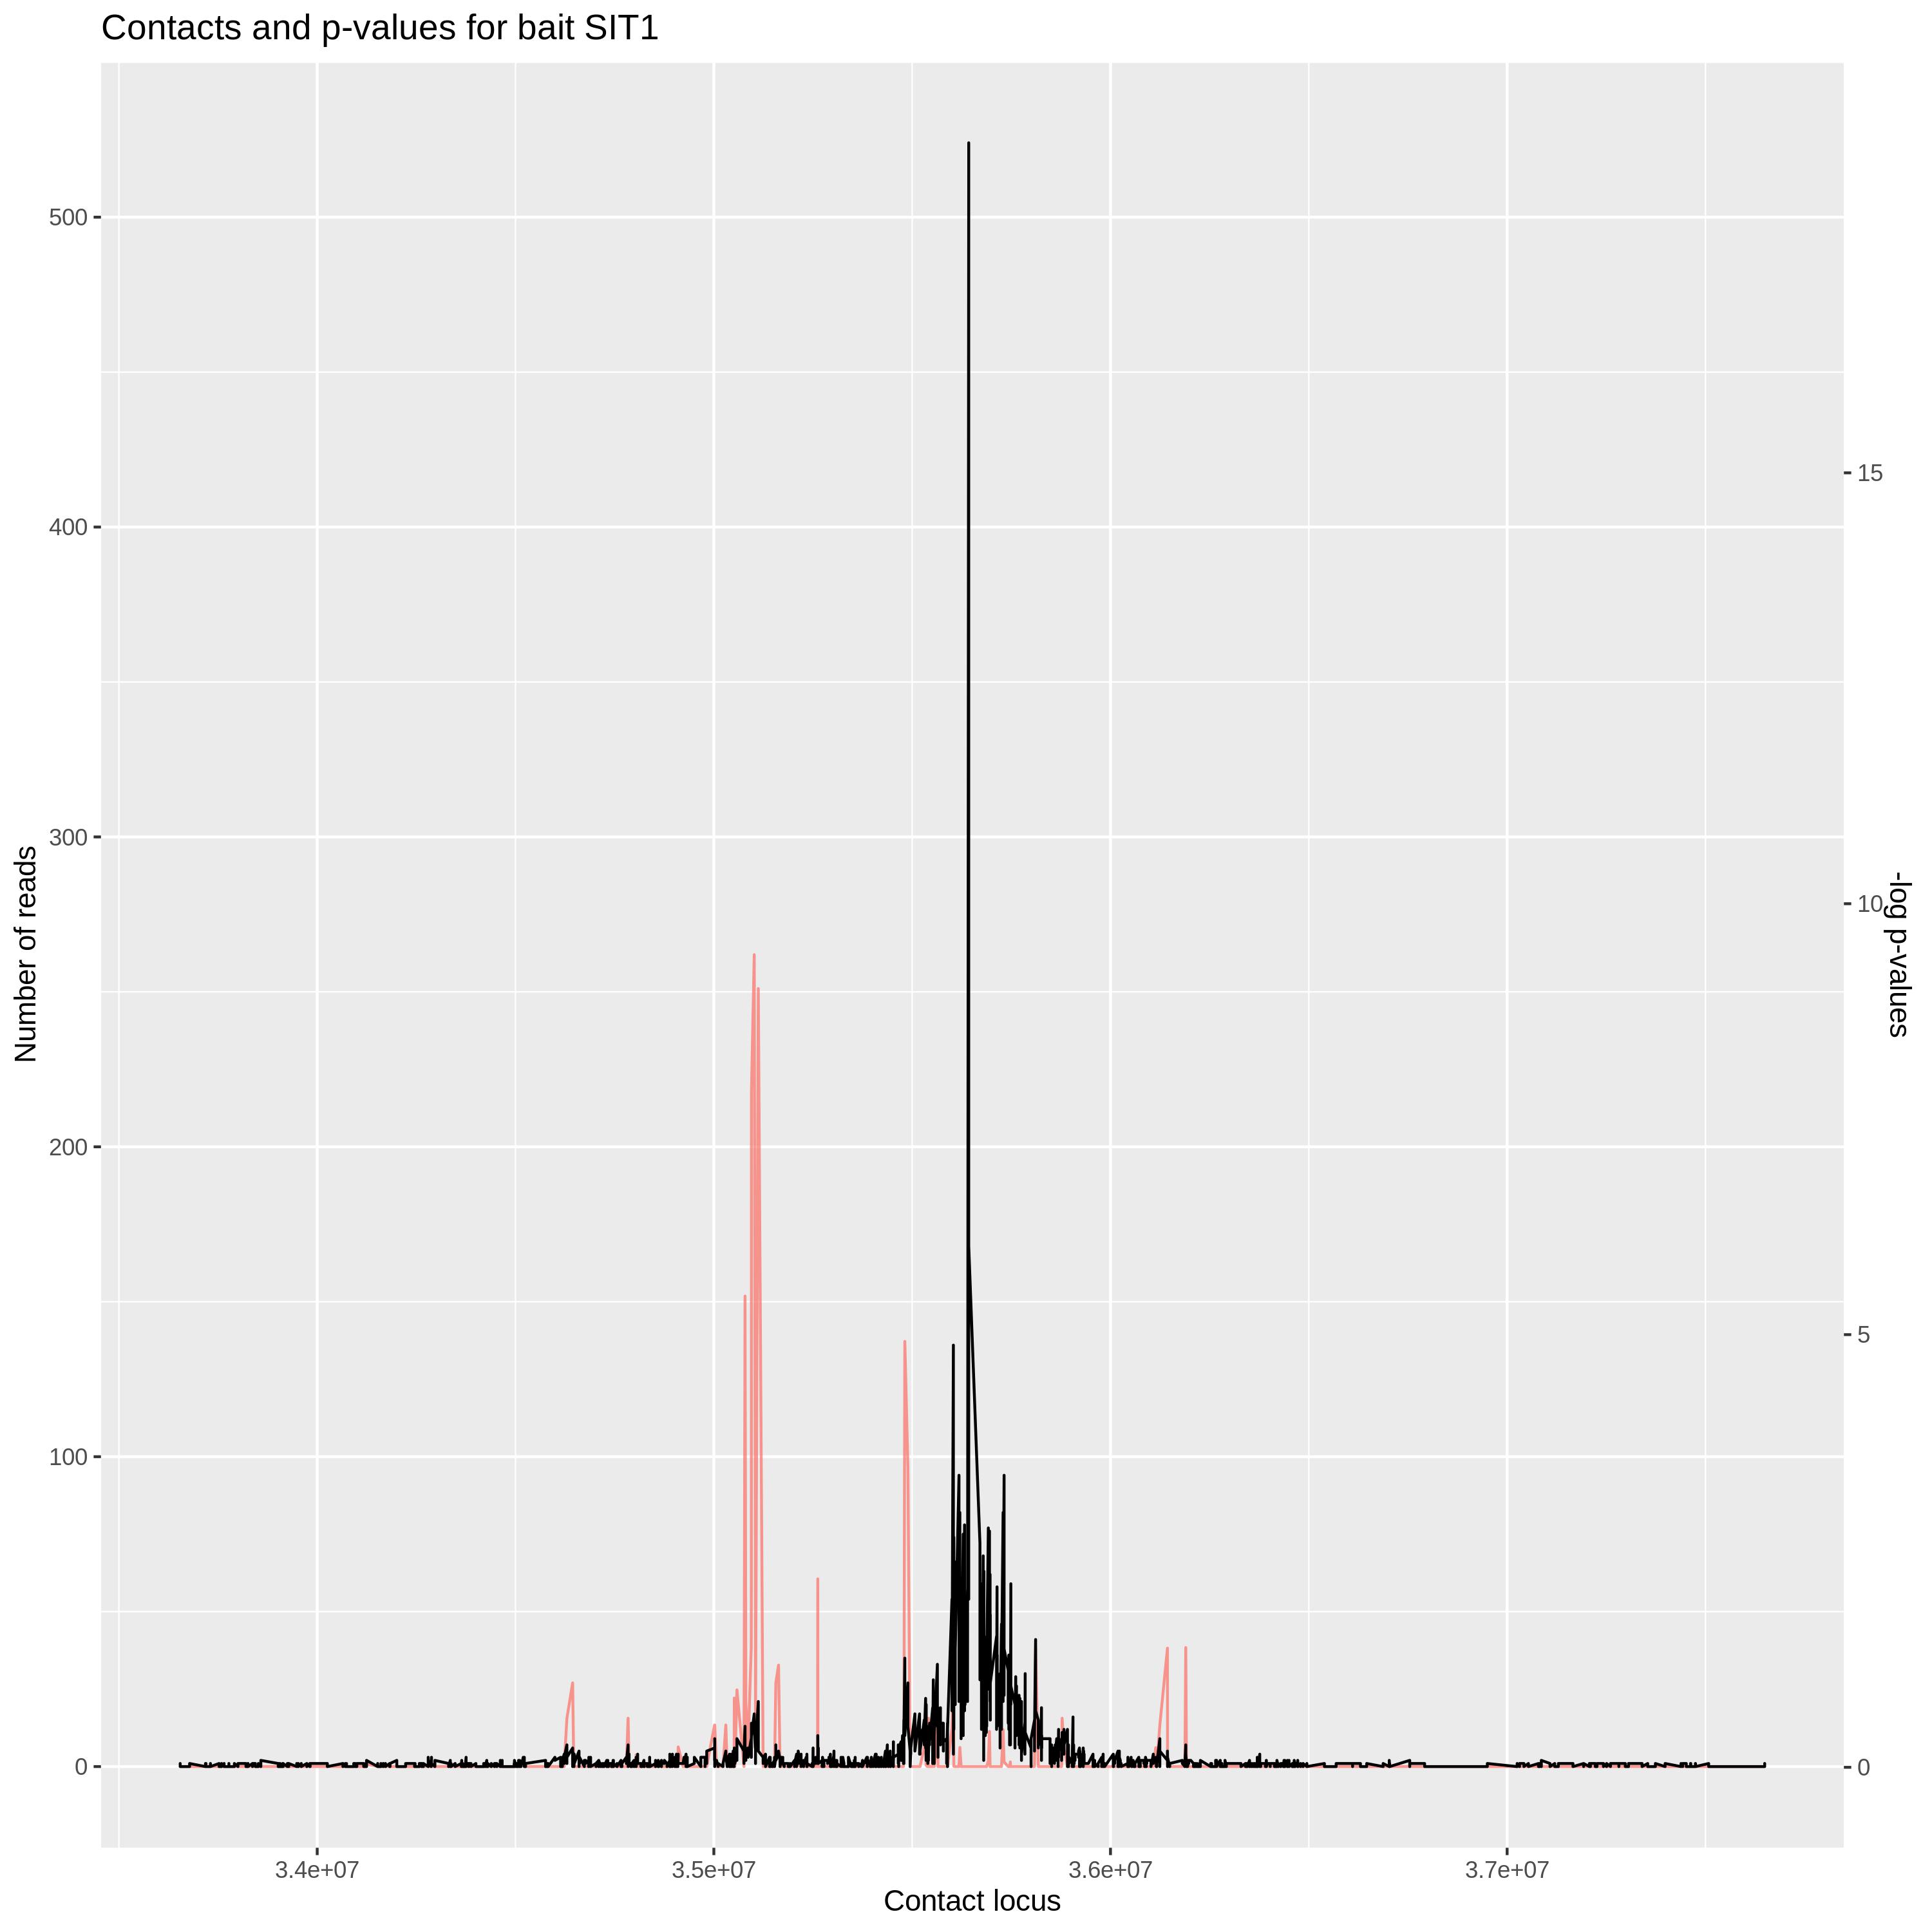 Contacts and p-values for bait SIT1
500
400
300
200
100
0
Number of reads
15
10
5
0
-log p-values
3.4e+07
3.5e+07
3.6e+07
3.7e+07
Contact locus